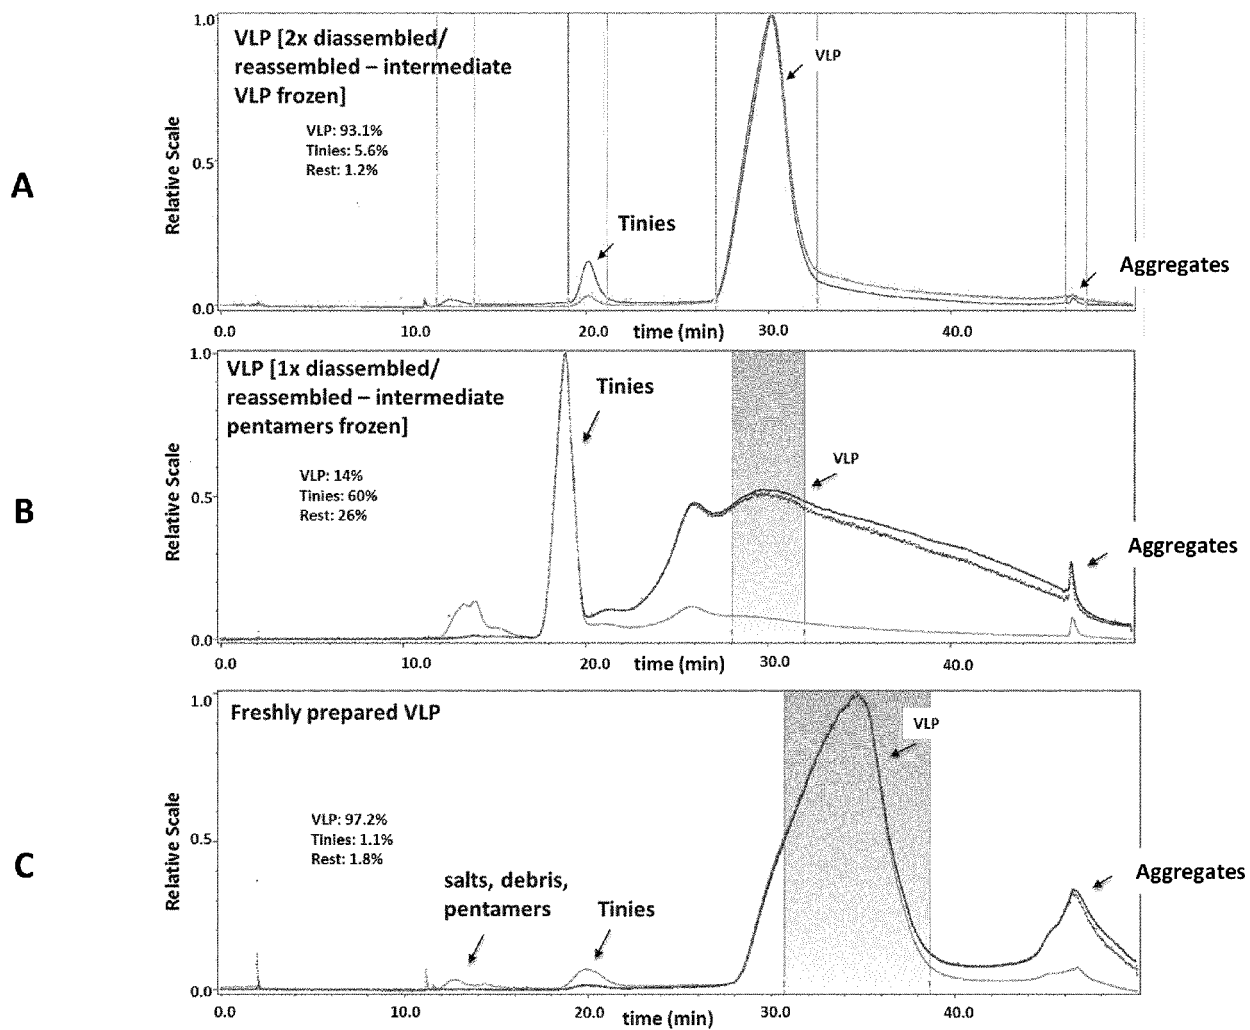 A
VLP [2x diassembled/
reassembled – intermediate
VLP frozen]
VLP: 93.1%
Tinies: 5.6%
Rest: 1.2%
VLP
Tinies
Aggregates
Relative Scale
1.0
0.5
0.0
0.0 10.0 20.0 30.0 40.0
time (min)
B
VLP [1x diassembled/
reassembled – intermediate
pentamers frozen]
VLP: 14%
Tinies: 60%
Rest: 26%
Tinies
VLP
Aggregates
Relative Scale
1.0
0.5
0.0
0.0 10.0 20.0 30.0 40.0
time (min)
C
Freshly prepared VLP
VLP: 97.2%
Tinies: 1.1%
Rest: 1.8%
salts, debris,
pentamers
Tinies
VLP
Aggregates
Relative Scale
1.0
0.5
0.0
0.0 10.0 20.0 30.0 40.0
time (min)